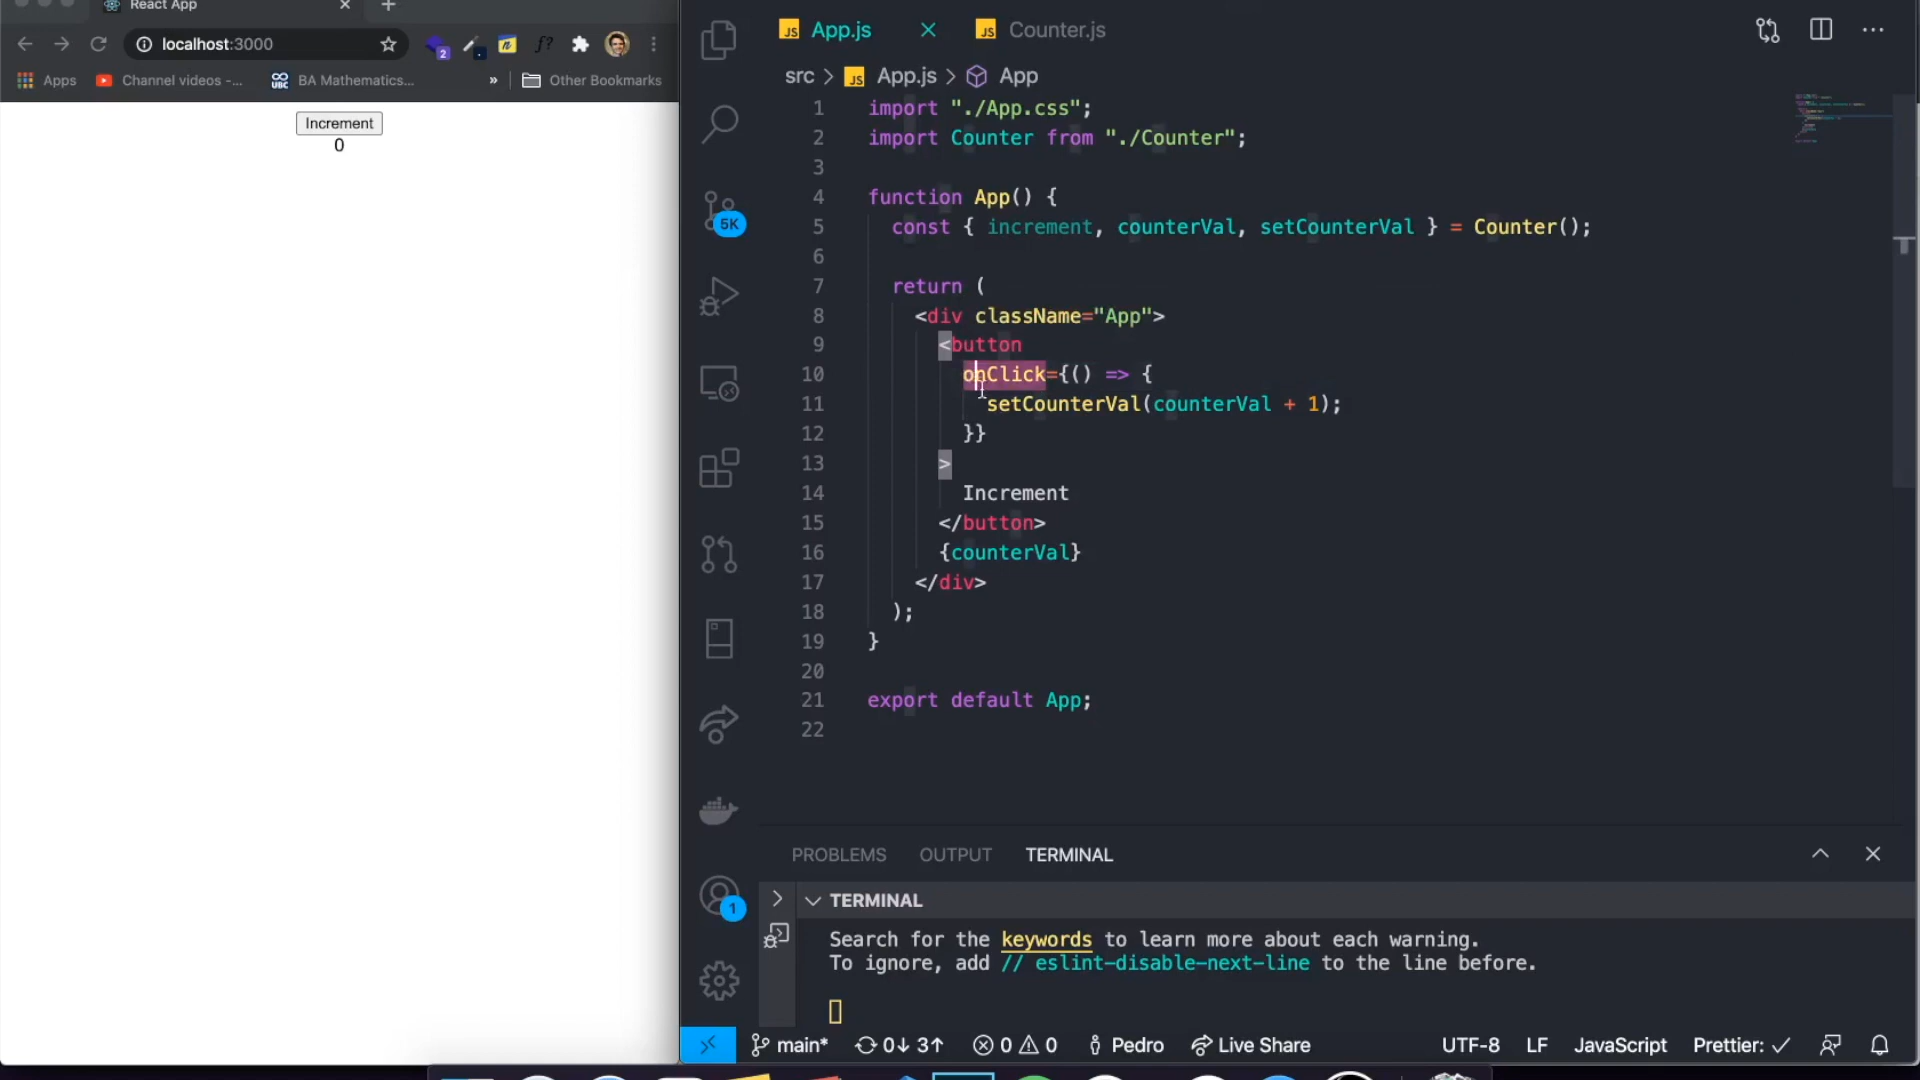 React App
localhost:3000
2
f?
Apps
Channel videos -...
UBC
BA Mathematics...
»
Other Bookmarks
Increment
0
JS App.js
JS Counter.js
src > JS App.js > App
5K
1
1 import "./App.css";
2 import Counter from "./Counter";
3
4 function App() {
5 const { increment, counterVal, setCounterVal } = Counter();
6
7 return (
8 <div className="App">
9 <button
10 onClick={() => {
11 setCounterVal(counterVal + 1);
12 }}
13 >
14 Increment
15 </button>
16 {counterVal}
17 </div>
18 );
19 }
20
21 export default App;
22
PROBLEMS OUTPUT TERMINAL
TERMINAL
Search for the keywords to learn more about each warning.
To ignore, add // eslint-disable-next-line to the line before.
main* 0↓ 3↑ 0 0 Pedro Live Share UTF-8 LF JavaScript Prettier: ✓